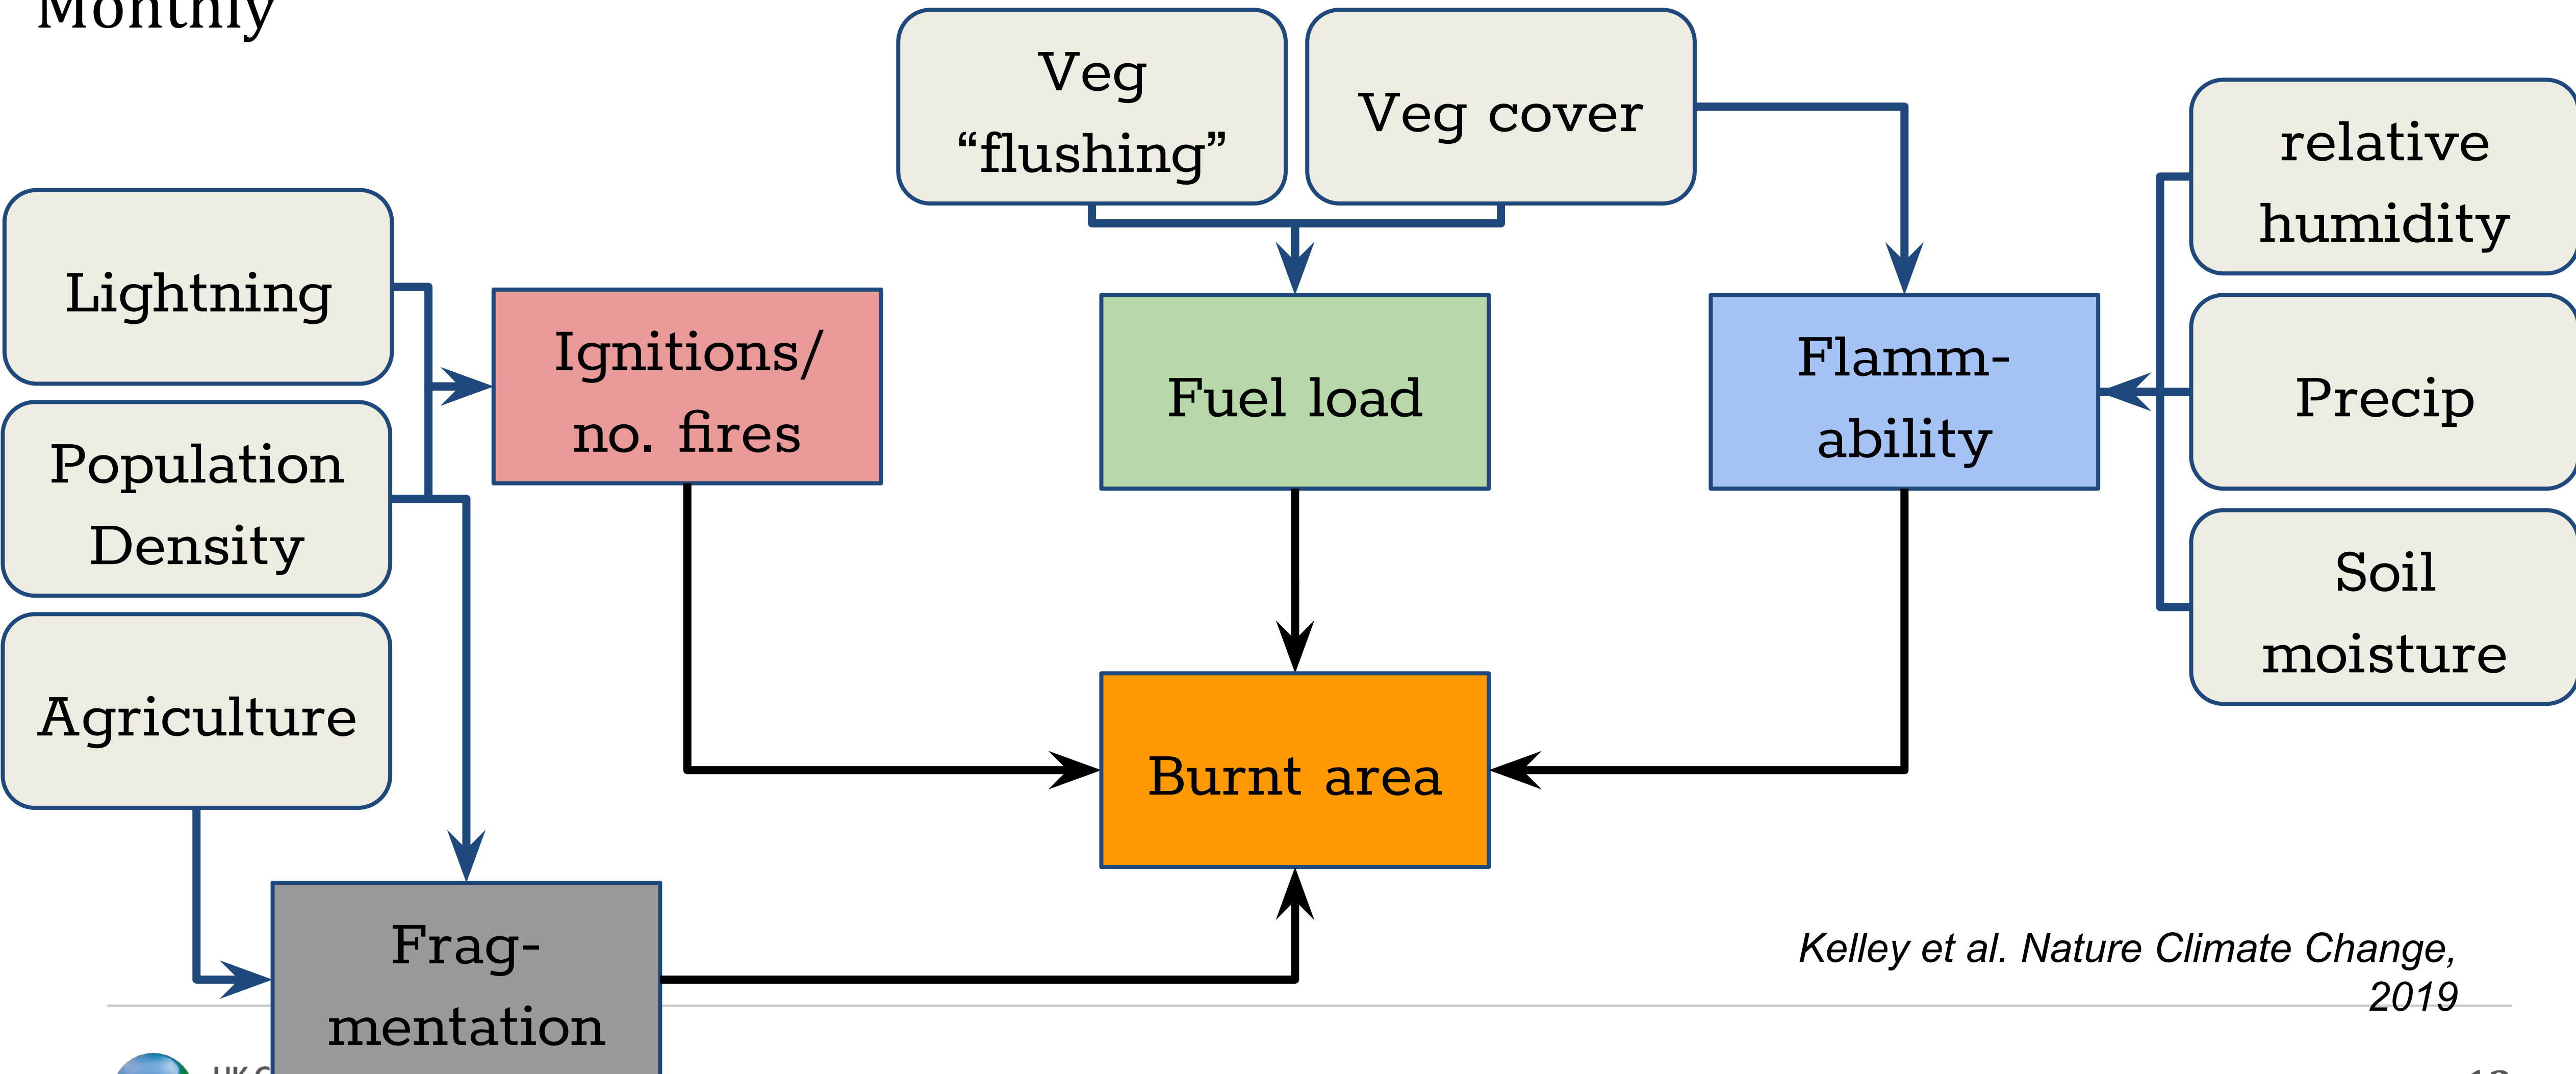 Monthly
Veg
“flushing”
Veg cover
relative
humidity
Lightning
Ignitions/
no. fires
Fuel load
Flamm-
ability
Precip
Population
Density
Soil
moisture
Agriculture
Burnt area
Frag-
mentation
Kelley et al. Nature Climate Change,
2019